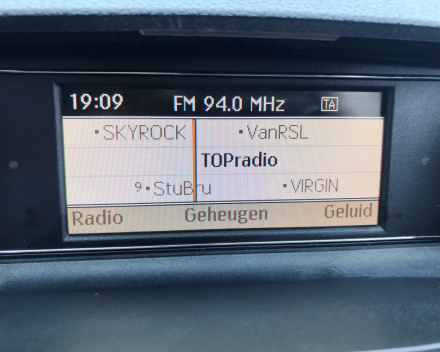 19:09 FM 94.0 MHz TA
•SKYROCK •VanRSL
TOPradio
9•StuBru •VIRGIN
Radio Geheugen Geluid